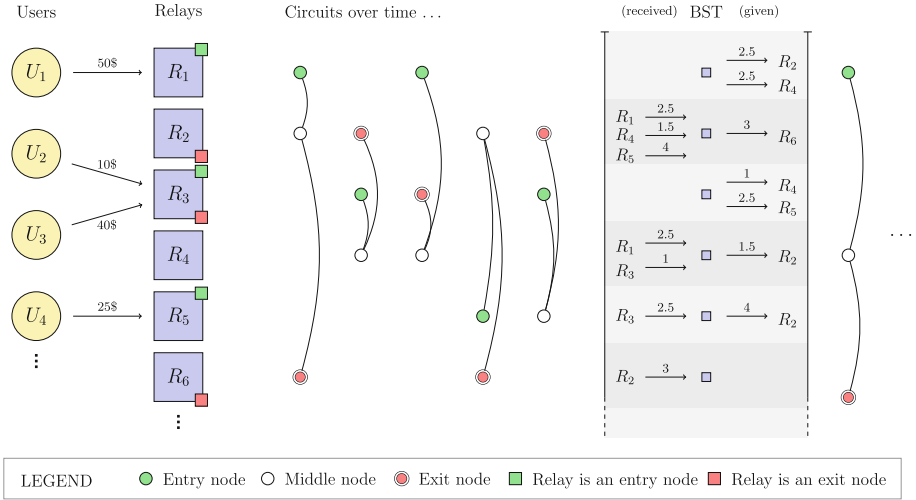 Users
Relays
Circuits over time . . .
(received) BST (given)
U1
50$
R1
U2
10$
R2
R3
U3
40$
R4
U4
25$
R5
R6
2.5
R2
2.5
R4
R1
2.5
R4
1.5
R5
4
3
R6
1
R4
2.5
R5
R1
2.5
R3
1
1.5
R2
R3
2.5
4
R2
R2
3
. . .
LEGEND
Entry node
Middle node
Exit node
Relay is an entry node
Relay is an exit node